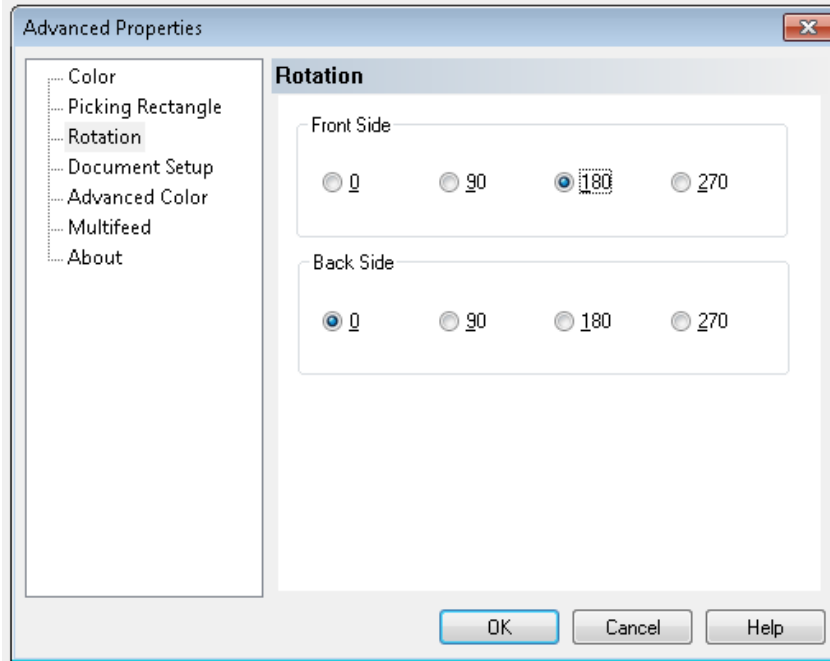 Advanced Properties
Color
Picking Rectangle
Rotation
Document Setup
Advanced Color
Multifeed
About
Rotation
Front Side
0 90 180 270
Back Side
0 90 180 270
OK Cancel Help